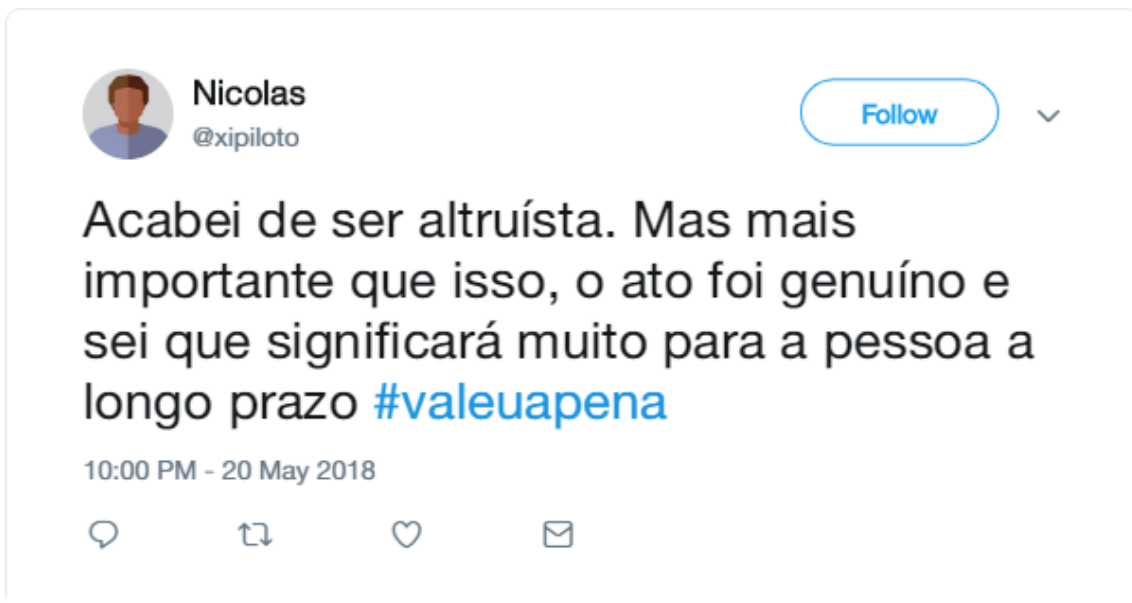 Nicolas
@xipiloto
Follow
Acabei de ser altruísta. Mas mais
importante que isso, o ato foi genuíno e
sei que significará muito para a pessoa a
longo prazo #valeuapena
10:00 PM - 20 May 2018